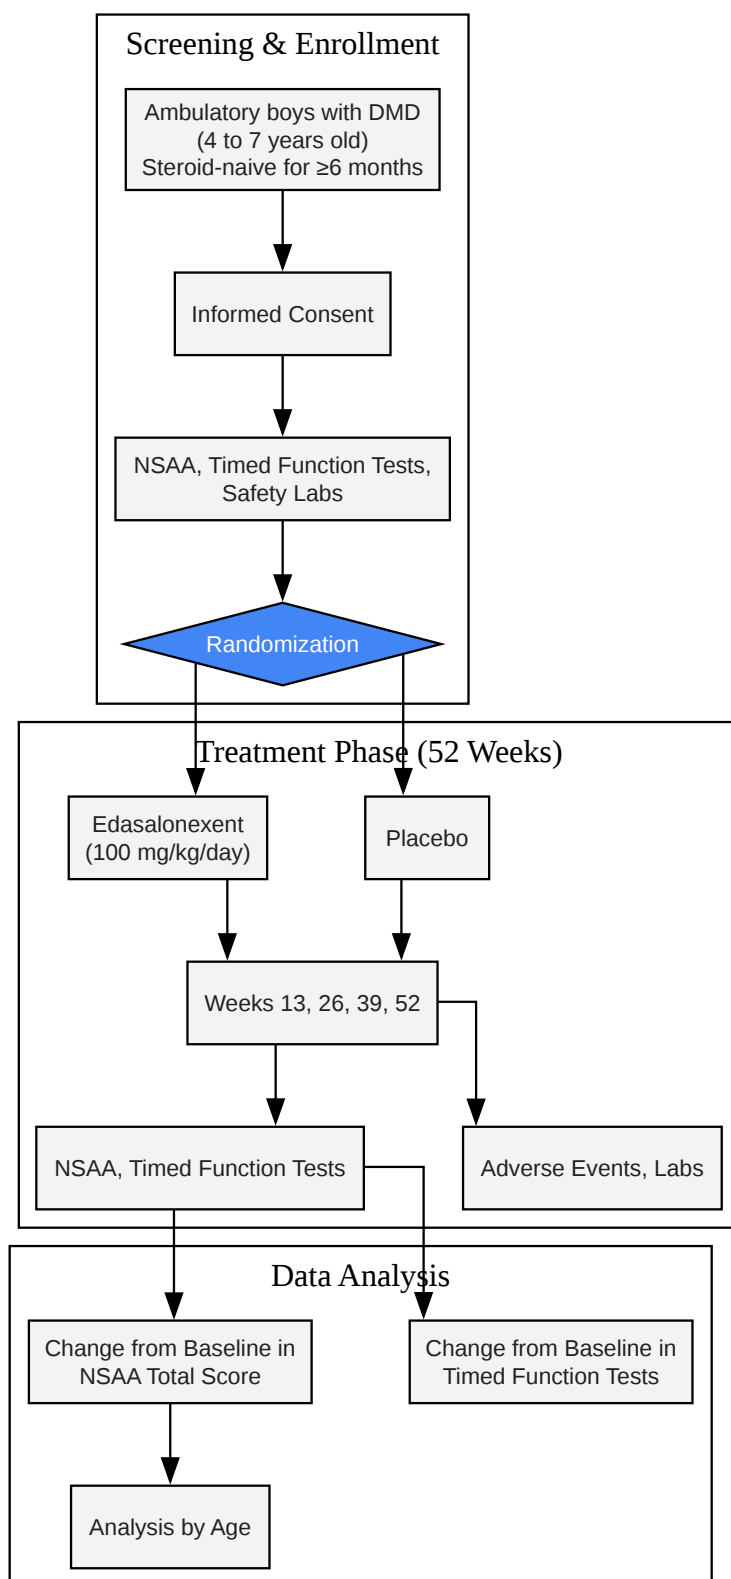 Screening & Enrollment
Ambulatory boys with DMD
(4 to 7 years old)
Steroid-naive for ≥6 months
Informed Consent
NSAA, Timed Function Tests,
Safety Labs
Randomization
Treatment Phase (52 Weeks)
Edasalonexent
(100 mg/kg/day)
Placebo
Weeks 13, 26, 39, 52
NSAA, Timed Function Tests
Adverse Events, Labs
Data Analysis
Change from Baseline in
NSAA Total Score
Change from Baseline in
Timed Function Tests
Analysis by Age